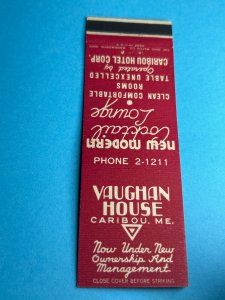 PHONE 2-1211
VAUGHAN
HOUSE
CARIBOU, ME.
Now Under New
Ownership And
Management
CLOSE COVER BEFORE STRIKING
new modern
Cocktail
Lounge
CLEAN COMFORTABLE
ROOMS
TABLE UNEXCELLED
Operated by
CARIBOU HOTEL CORP.